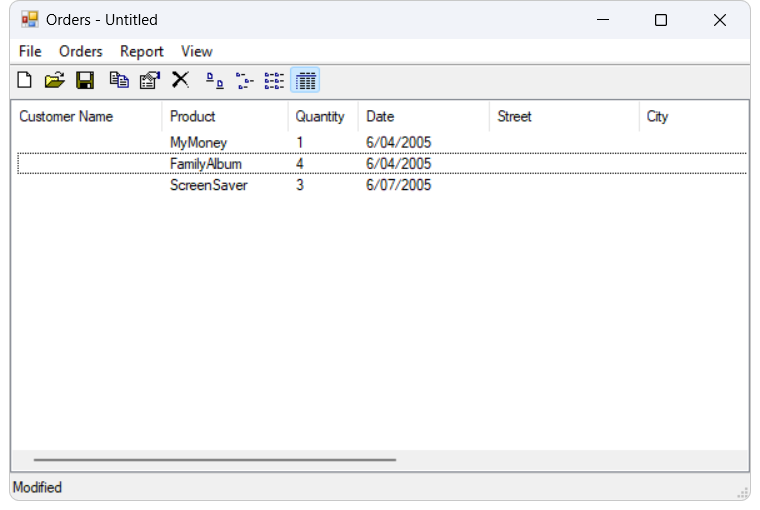 Orders - Untitled
File Orders Report View
Customer Name Product Quantity Date Street City
MyMoney 1 6/04/2005
FamilyAlbum 4 6/04/2005
ScreenSaver 3 6/07/2005
Modified